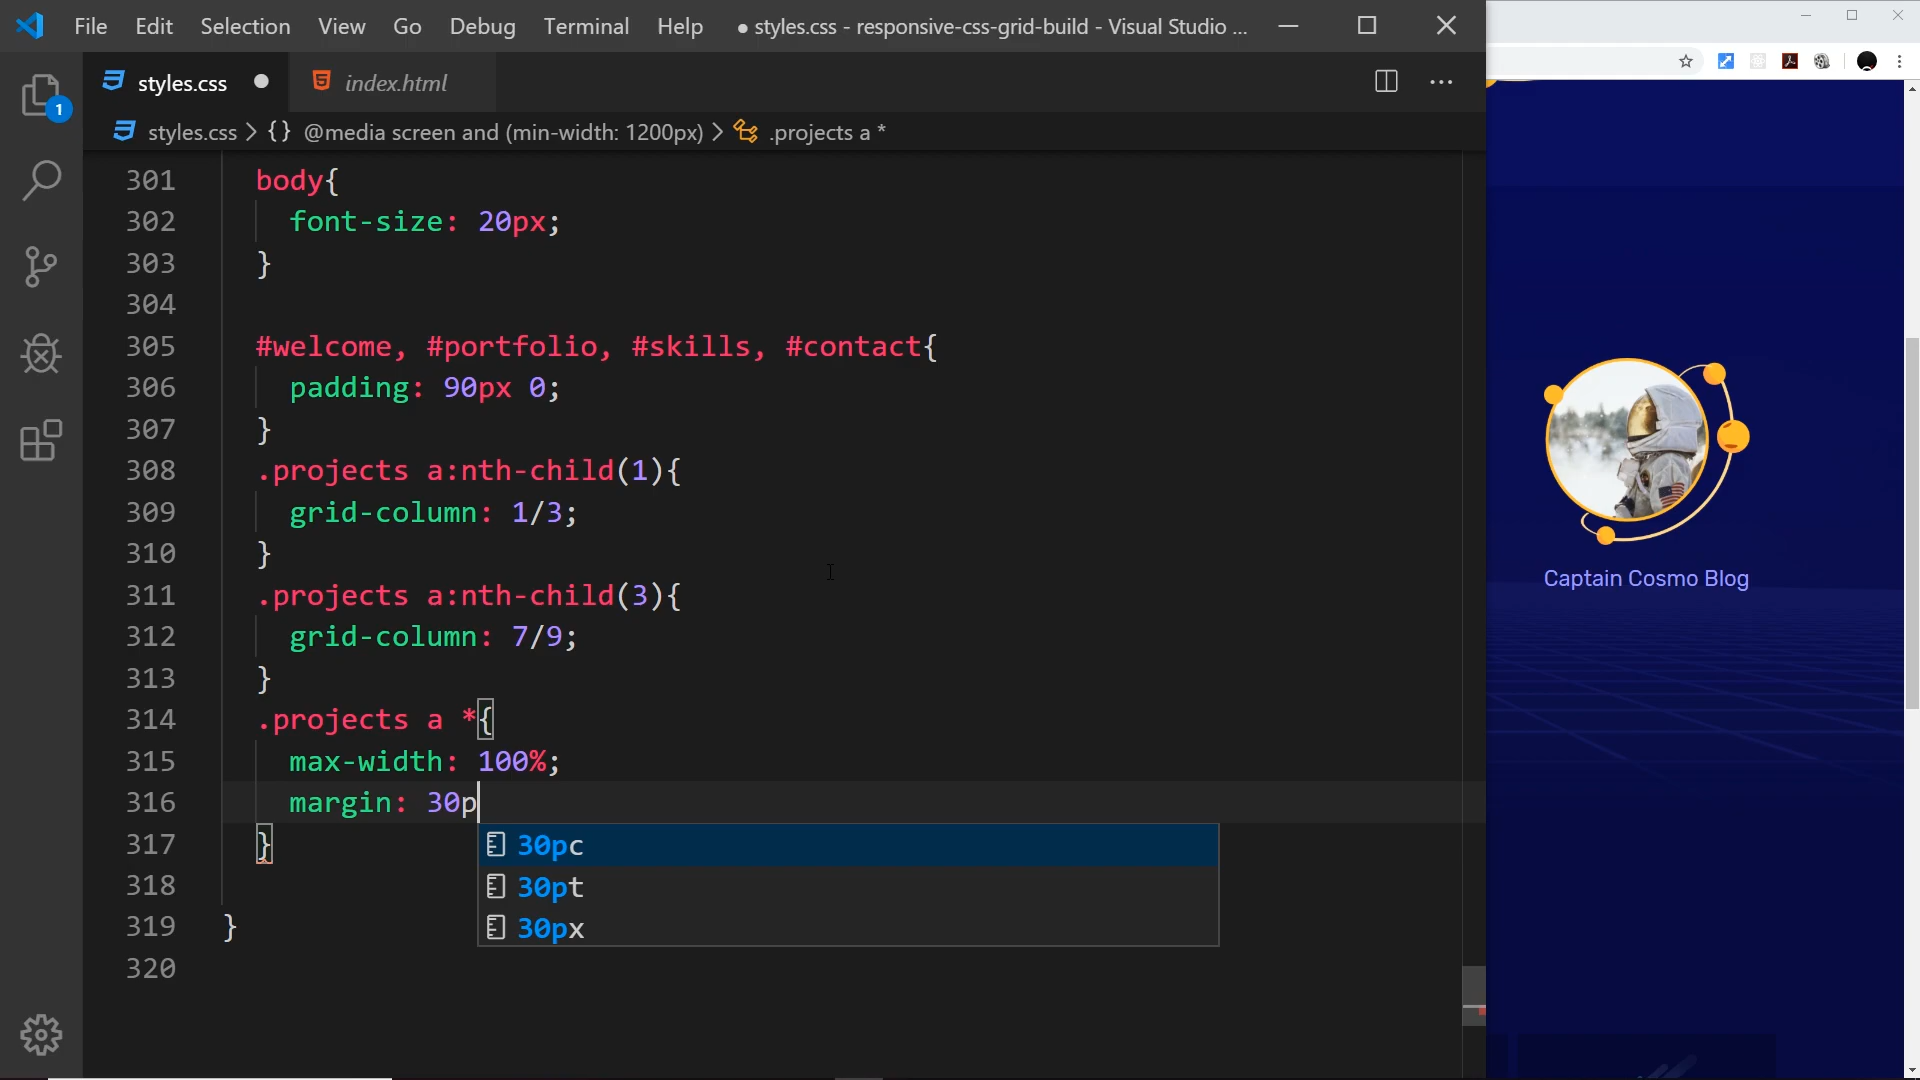 File Edit Selection View Go Debug Terminal Help ● styles.css - responsive-css-grid-build - Visual Studio ...
styles.css ● index.html
styles.css > {} @media screen and (min-width: 1200px) > .projects a *
1
301 body{
302 font-size: 20px;
303 }
304
305 #welcome, #portfolio, #skills, #contact{
306 padding: 90px 0;
307 }
308 .projects a:nth-child(1){
309 grid-column: 1/3;
310 }
311 .projects a:nth-child(3){
312 grid-column: 7/9;
313 }
314 .projects a *{
315 max-width: 100%;
316 margin: 30p
317 }
318
319 }
320
30pc
30pt
30px
Captain Cosmo Blog